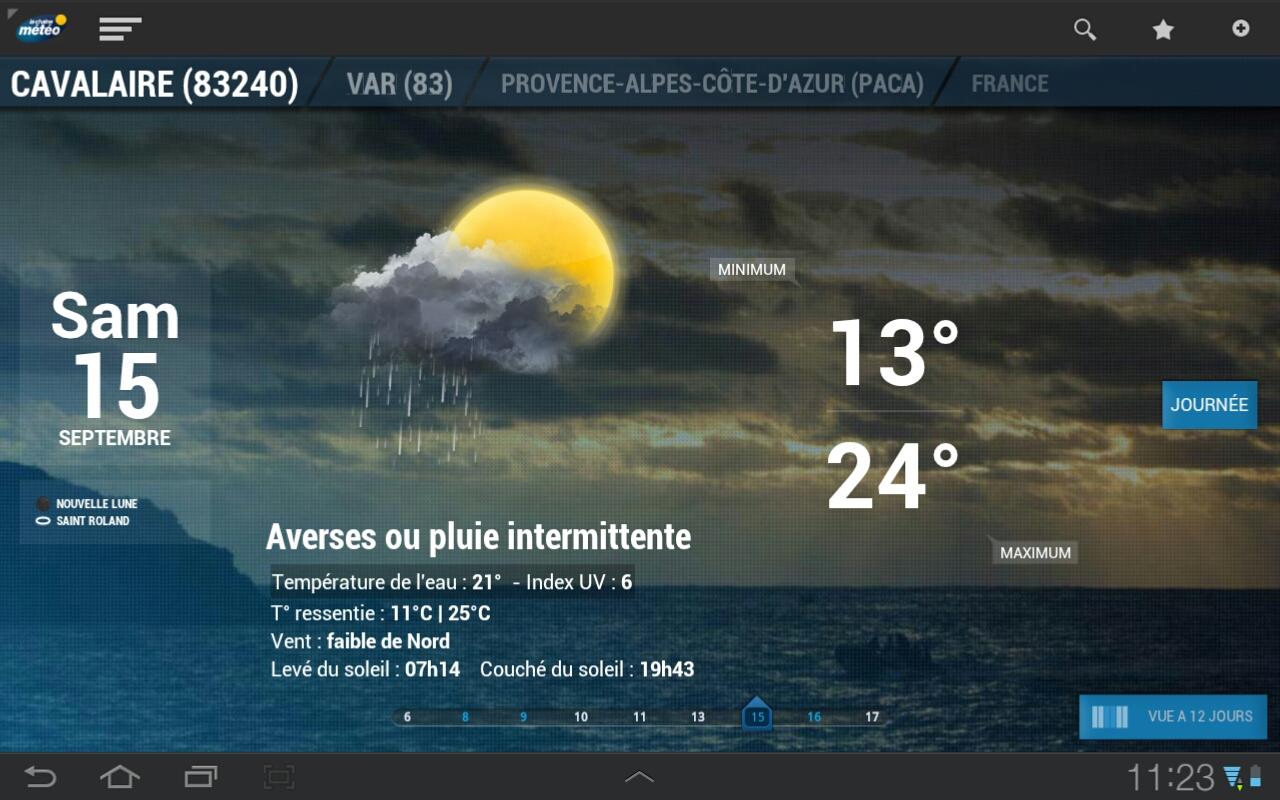 la chaîne
météo
CAVALAIRE (83240) VAR (83) PROVENCE-ALPES-CÔTE-D'AZUR (PACA) FRANCE
MINIMUM
Sam
15
SEPTEMBRE
13°
JOURNÉE
24°
NOUVELLE LUNE
SAINT ROLAND
MAXIMUM
Averses ou pluie intermittente
Température de l'eau : 21° - Index UV : 6
T° ressentie : 11°C | 25°C
Vent : faible de Nord
Levé du soleil : 07h14 Couché du soleil : 19h43
6 8 9 10 11 13 15 16 17
VUE A 12 JOURS
11:23